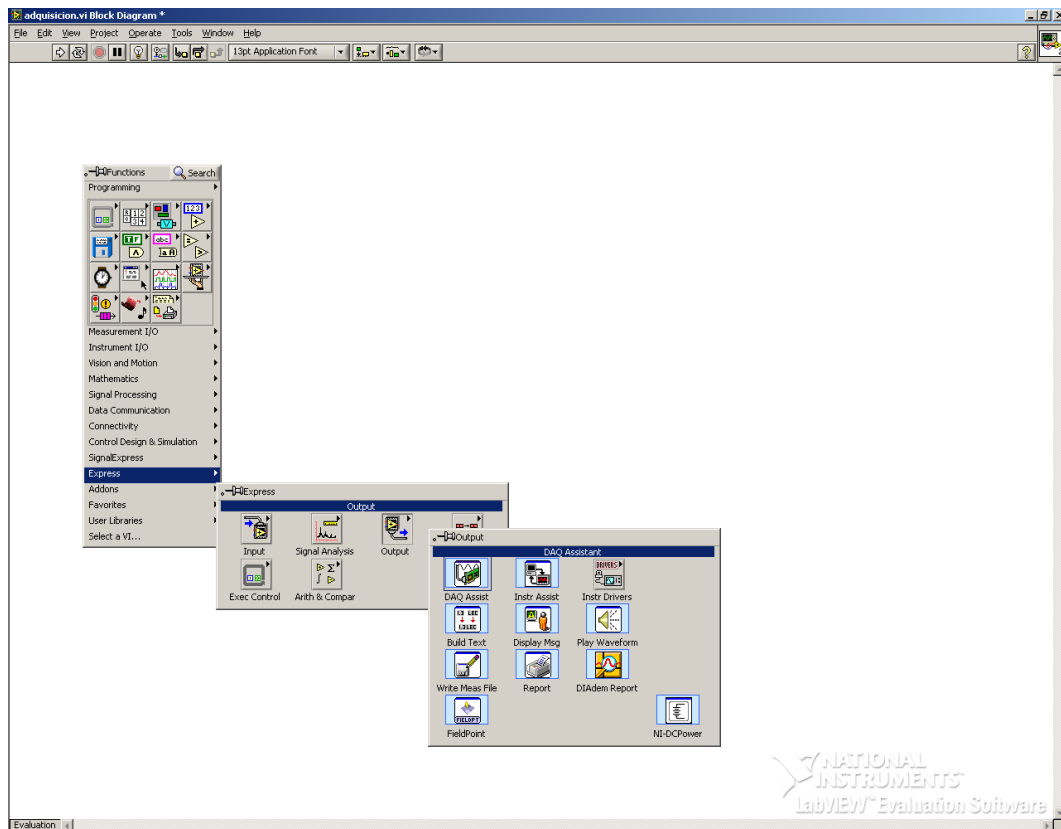 adquisicion.vi Block Diagram *
File Edit View Project Operate Tools Window Help
13pt Application Font
Functions Search
Programming
Measurement I/O
Instrument I/O
Vision and Motion
Mathematics
Signal Processing
Data Communication
Connectivity
Control Design & Simulation
SignalExpress
Express
Addons
Favorites
User Libraries
Select a VI...
Express
Output
Input Signal Analysis Output
Exec Control Arith & Compar
Output
DAQ Assistant
DAQ Assist Instr Assist Instr Drivers
Build Text Display Msg Play Waveform
Write Meas File Report DIAdem Report
FieldPoint NI-DCPower
NATIONAL
INSTRUMENTS™
LabVIEW™ Evaluation Software
Evaluation